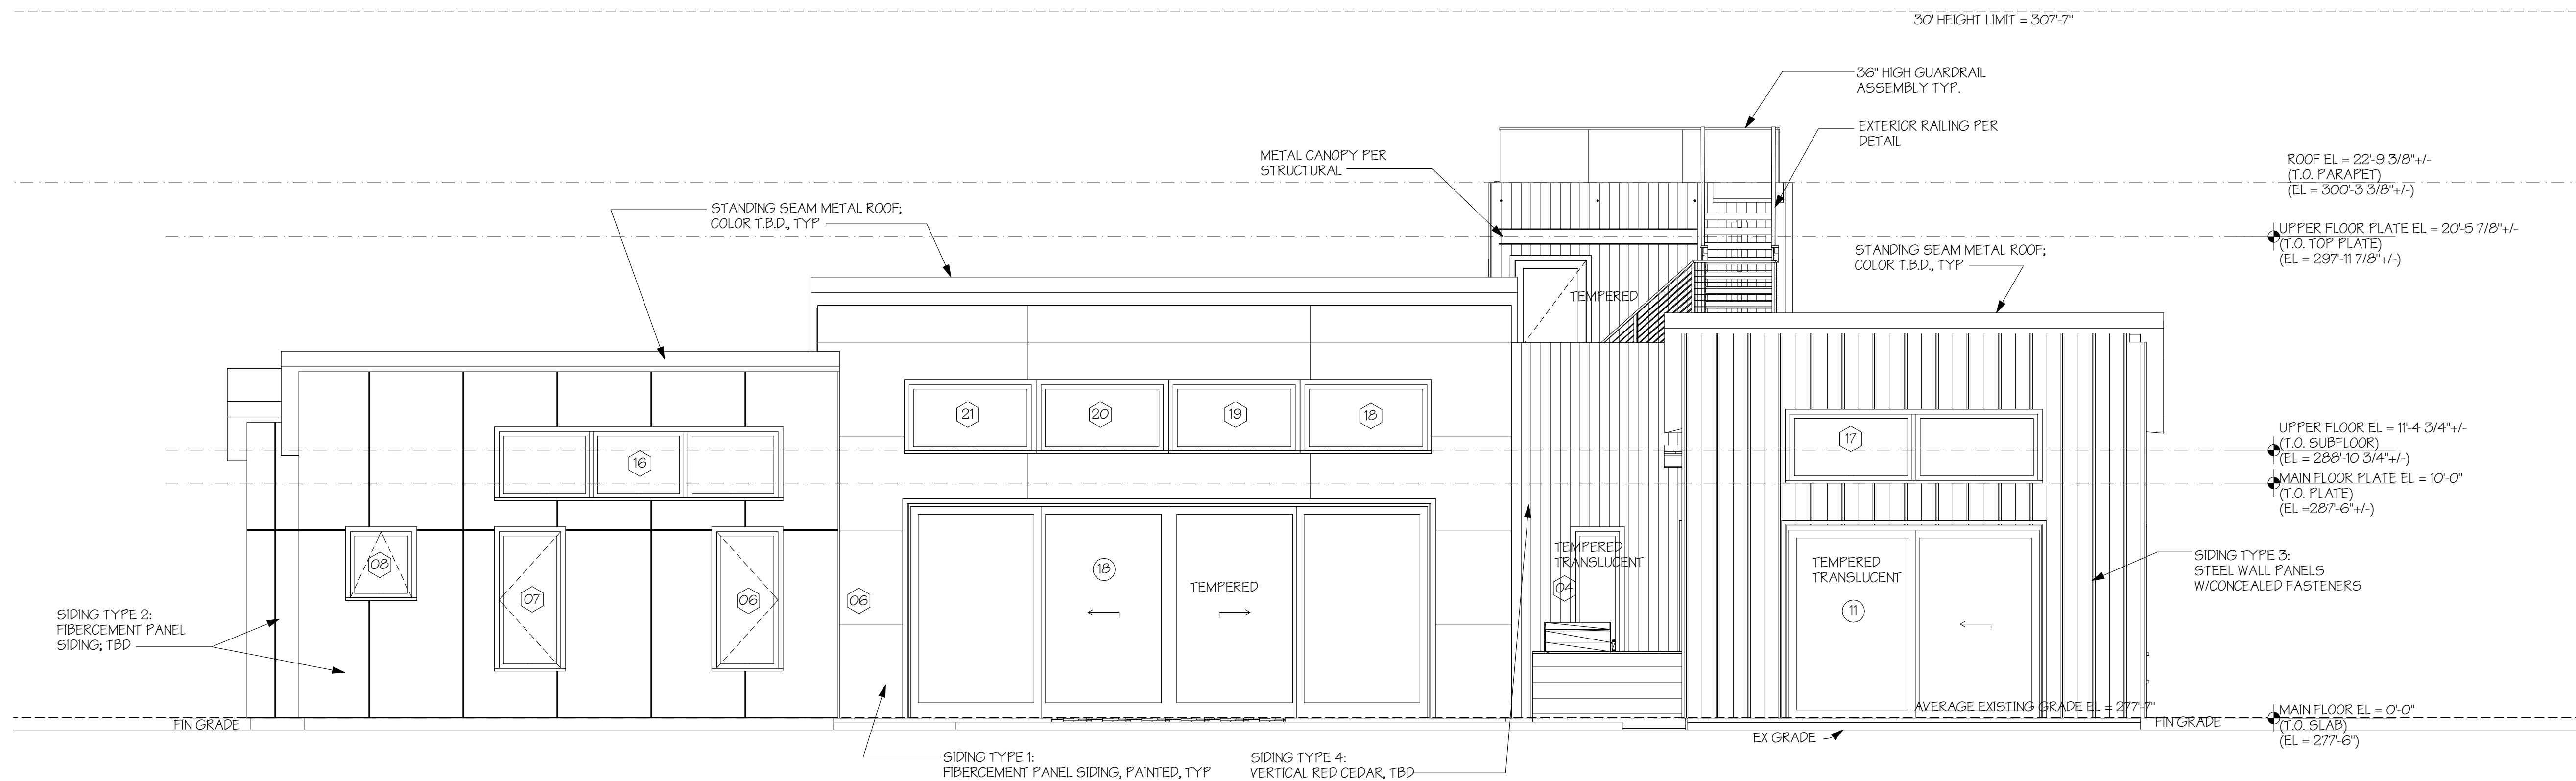 30' HEIGHT LIMIT = 307'-7"
36" HIGH GUARDRAIL
ASSEMBLY TYP.
EXTERIOR RAILING PER
DETAIL
METAL CANOPY PER
STRUCTURAL
ROOF EL = 22'-9 3/8"+/-
(T.O. PARAPET)
(EL = 300'-3 3/8"+/-)
STANDING SEAM METAL ROOF;
COLOR T.B.D., TYP
UPPER FLOOR PLATE EL = 20'-5 7/8"+/-
(T.O. TOP PLATE)
(EL = 297'-11 7/8"+/-)
STANDING SEAM METAL ROOF;
COLOR T.B.D., TYP
TEMPERED
21
20
19
18
17
16
UPPER FLOOR EL = 11'-4 3/4"+/-
(T.O. SUBFLOOR)
(EL = 288'-10 3/4"+/-)
MAIN FLOOR PLATE EL = 10'-0"
(T.O. PLATE)
(EL =287'-6"+/-)
08
07
06
06
18
TEMPERED
TEMPERED
TRANSLUCENT
04
TEMPERED
TRANSLUCENT
11
SIDING TYPE 3:
STEEL WALL PANELS
W/CONCEALED FASTENERS
SIDING TYPE 2:
FIBERCEMENT PANEL
SIDING; TBD
AVERAGE EXISTING GRADE EL = 277'-7"
MAIN FLOOR EL = 0'-0"
(T.O. SLAB)
(EL = 277'-6")
FIN GRADE
FIN GRADE
EX GRADE
SIDING TYPE 1:
FIBERCEMENT PANEL SIDING, PAINTED, TYP
SIDING TYPE 4:
VERTICAL RED CEDAR, TBD